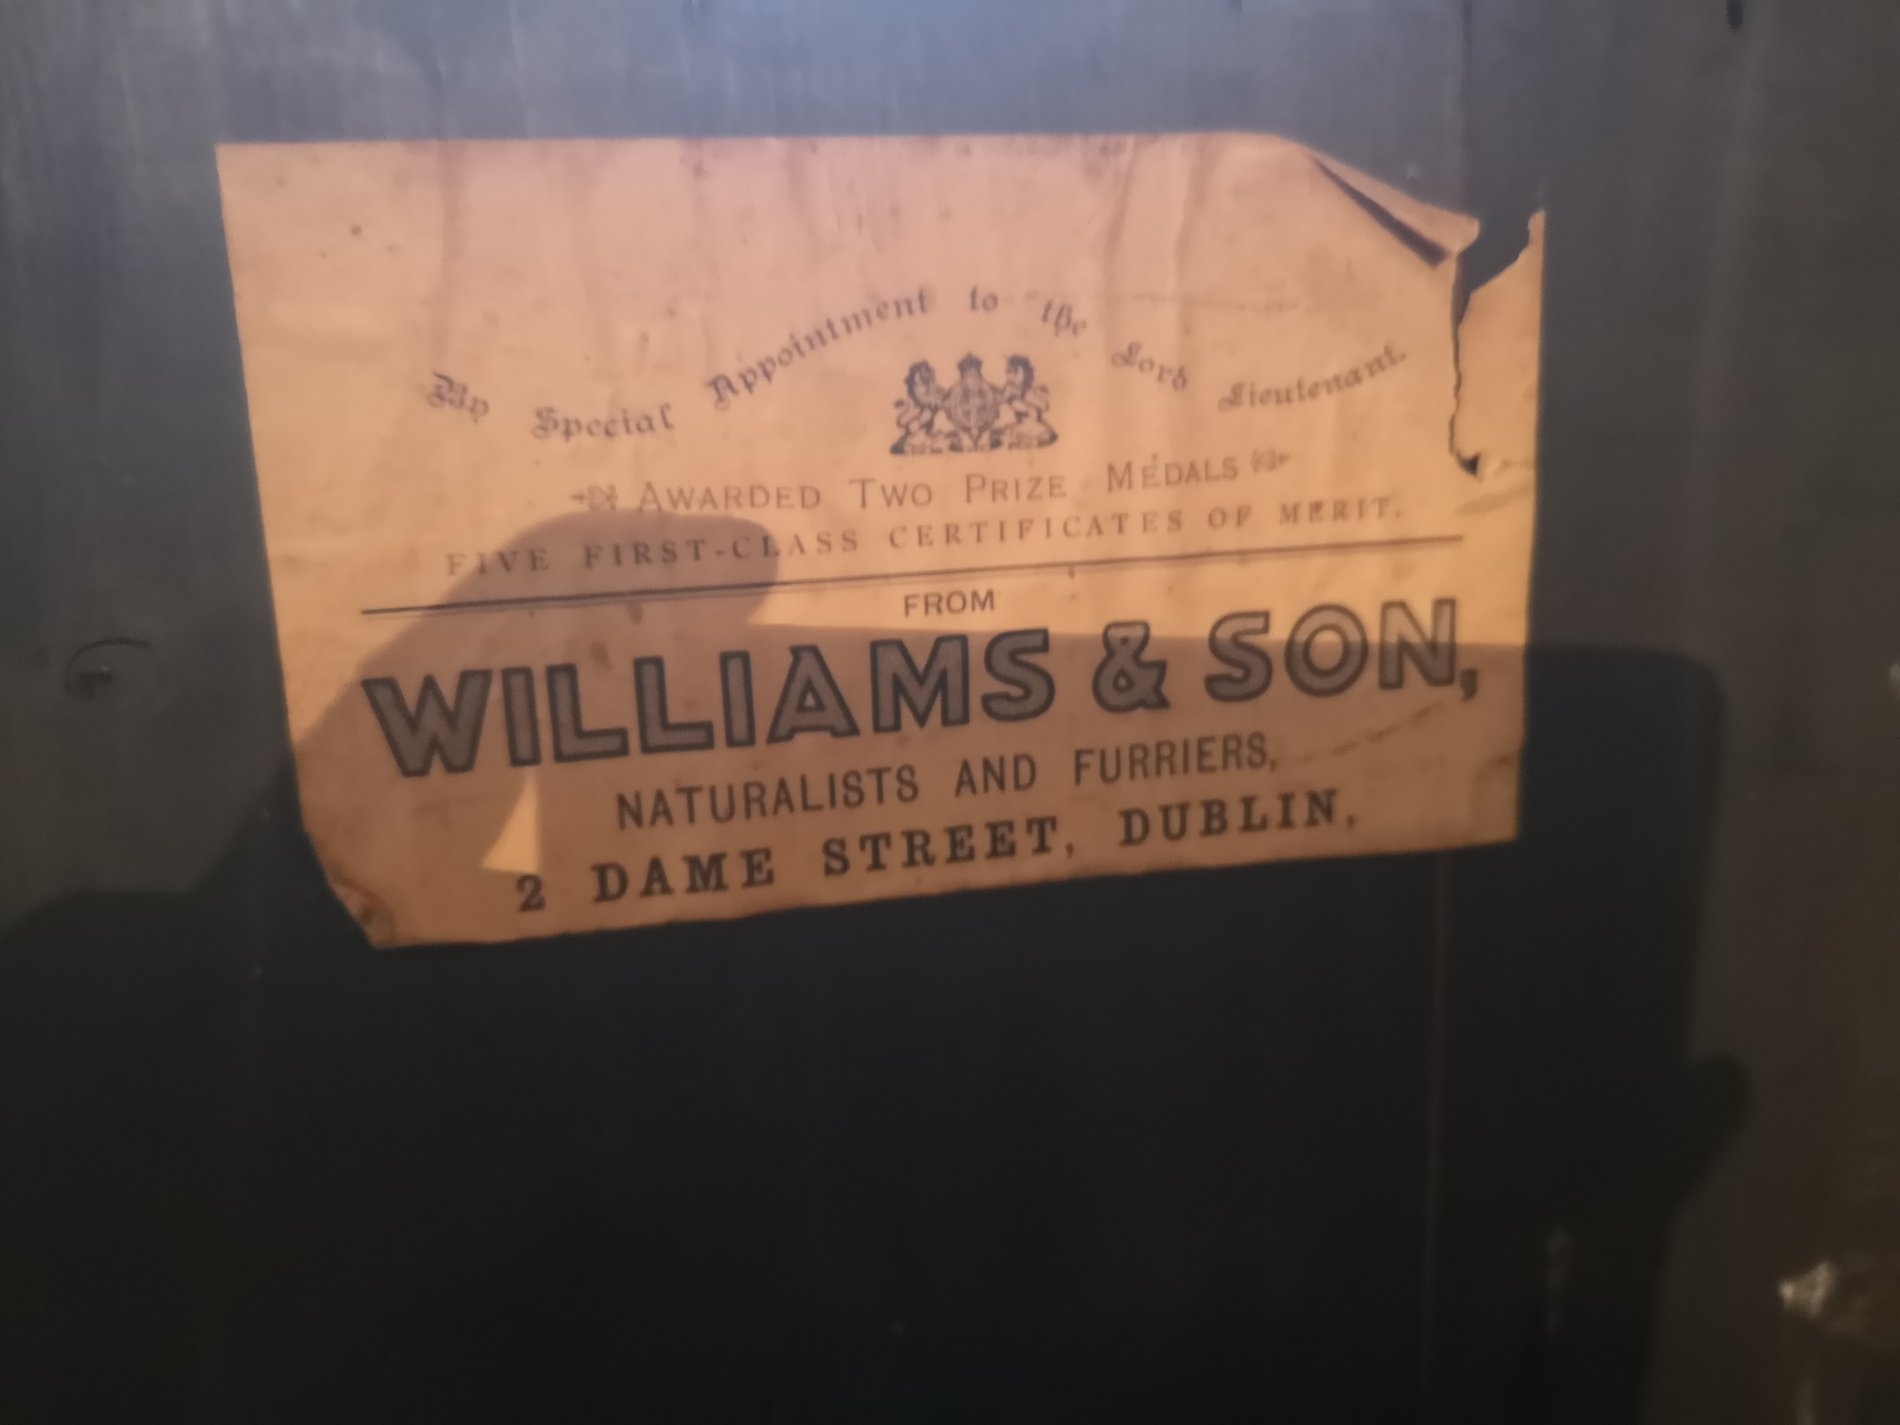 By Special Appointment to the Lord Lieutenant.
AWARDED TWO PRIZE MEDALS
FIVE FIRST-CLASS CERTIFICATES OF MERIT.
FROM
WILLIAMS & SON,
NATURALISTS AND FURRIERS,
2 DAME STREET, DUBLIN,